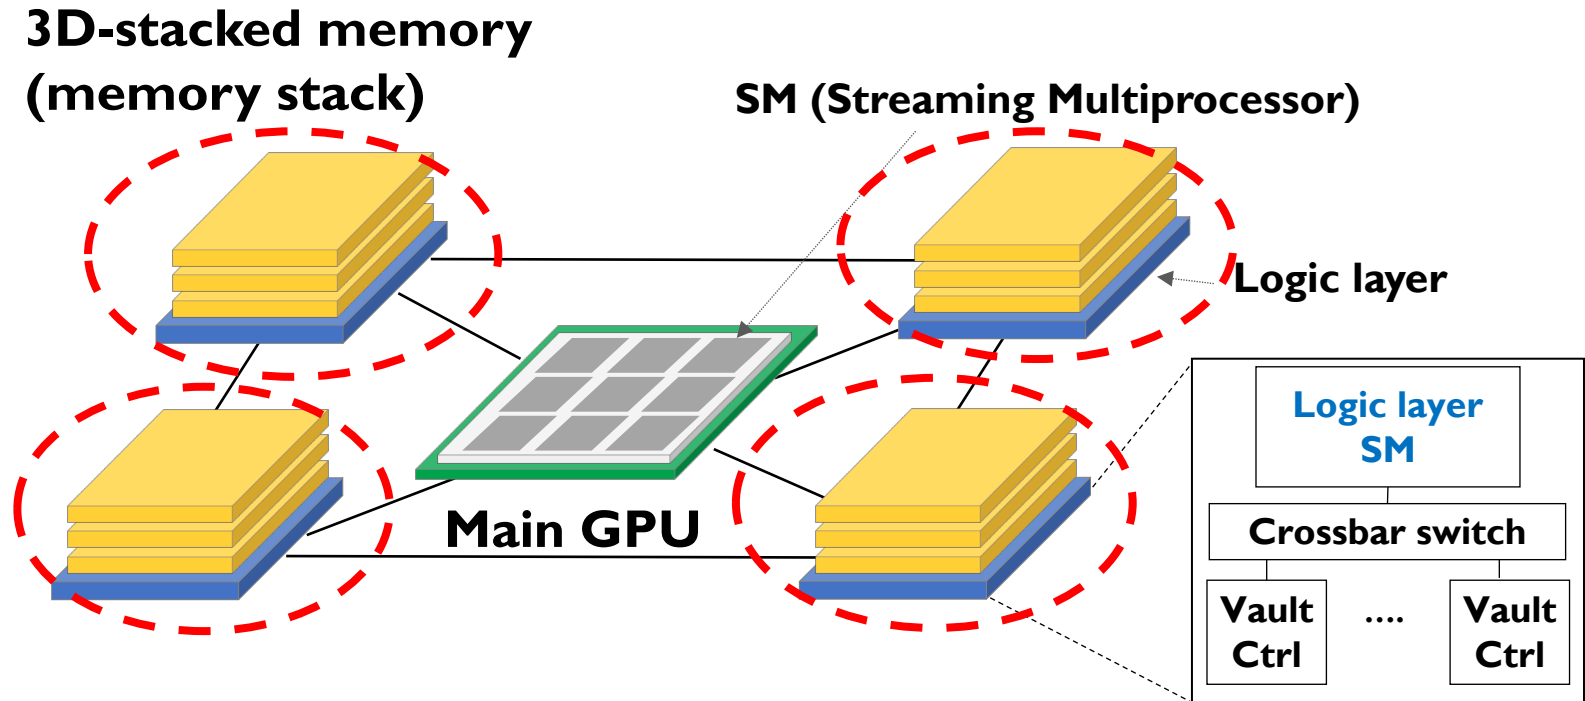 3D-stacked memory
(memory stack)
SM (Streaming Multiprocessor)
Logic layer
Main GPU
Logic layer
SM
Crossbar switch
Vault
Ctrl
....
Vault
Ctrl